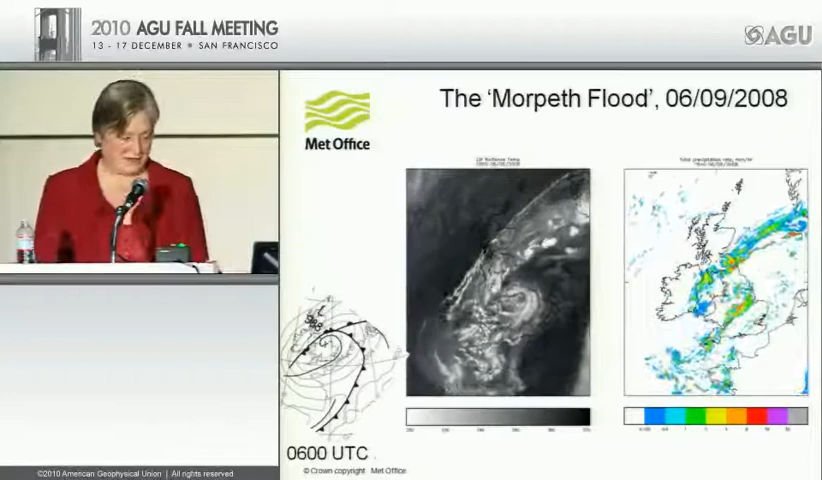 2010 AGU FALL MEETING
13 - 17 DECEMBER • SAN FRANCISCO
AGU
The ‘Morpeth Flood’, 06/09/2008
Met Office
L
988
0600 UTC
© Crown copyright Met Office
©2010 American Geophysical Union | All rights reserved